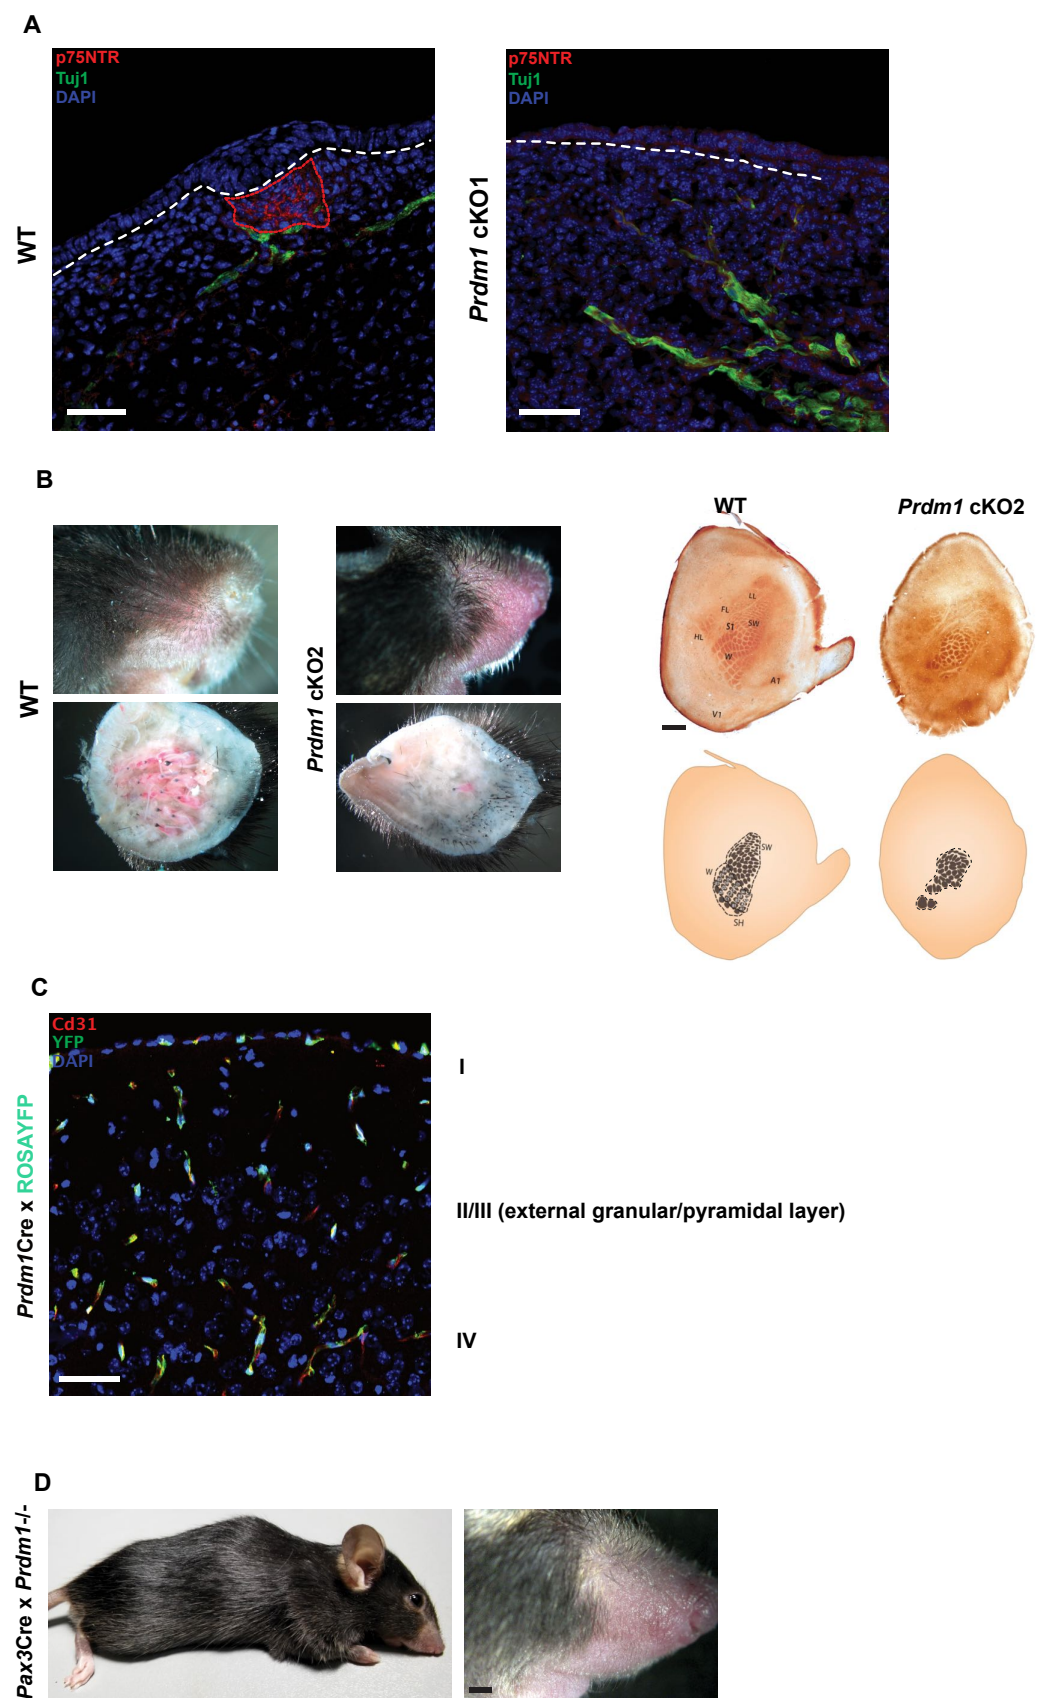 A
p75NTR
Tuj1
DAPI
WT
p75NTR
Tuj1
DAPI
Prdm1 cKO1
B
WT
Prdm1 cKO2
WT
LL
FL
S1
SW
HL
W
A1
V1
Prdm1 cKO2
SW
W
SH
C
Cd31
YFP
DAPI
Prdm1Cre x ROSAYFP
I
II/III (external granular/pyramidal layer)
IV
D
Pax3Cre x Prdm1-/-